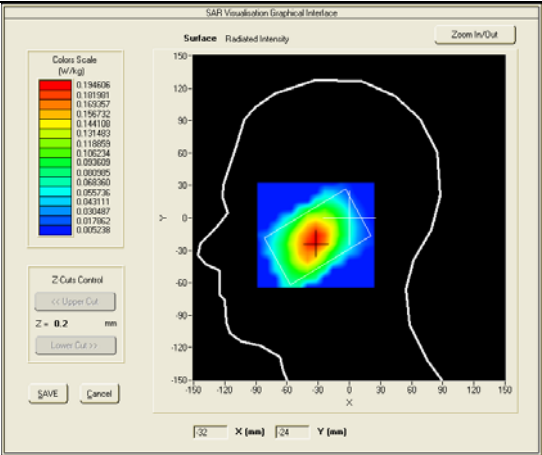 SAR Visualisation Graphical Interface
Surface Radiated Intensity
Zoom In/Out
Colors Scale
(W/kg)
0.194606
0.181981
0.169357
0.156732
0.144108
0.131483
0.118859
0.106234
0.093609
0.080985
0.068360
0.055736
0.043111
0.030487
0.017862
0.005238
Z-Cuts Control
<< Upper Cut
Z = 0.2 mm
Lower Cut >>
SAVE Cancel
150
120
90
60
30
0
-30
-60
-90
-120
-150
Y
-150 -120 -90 -60 -30 0 30 60 90 120 150
X
-32 X (mm) -24 Y (mm)